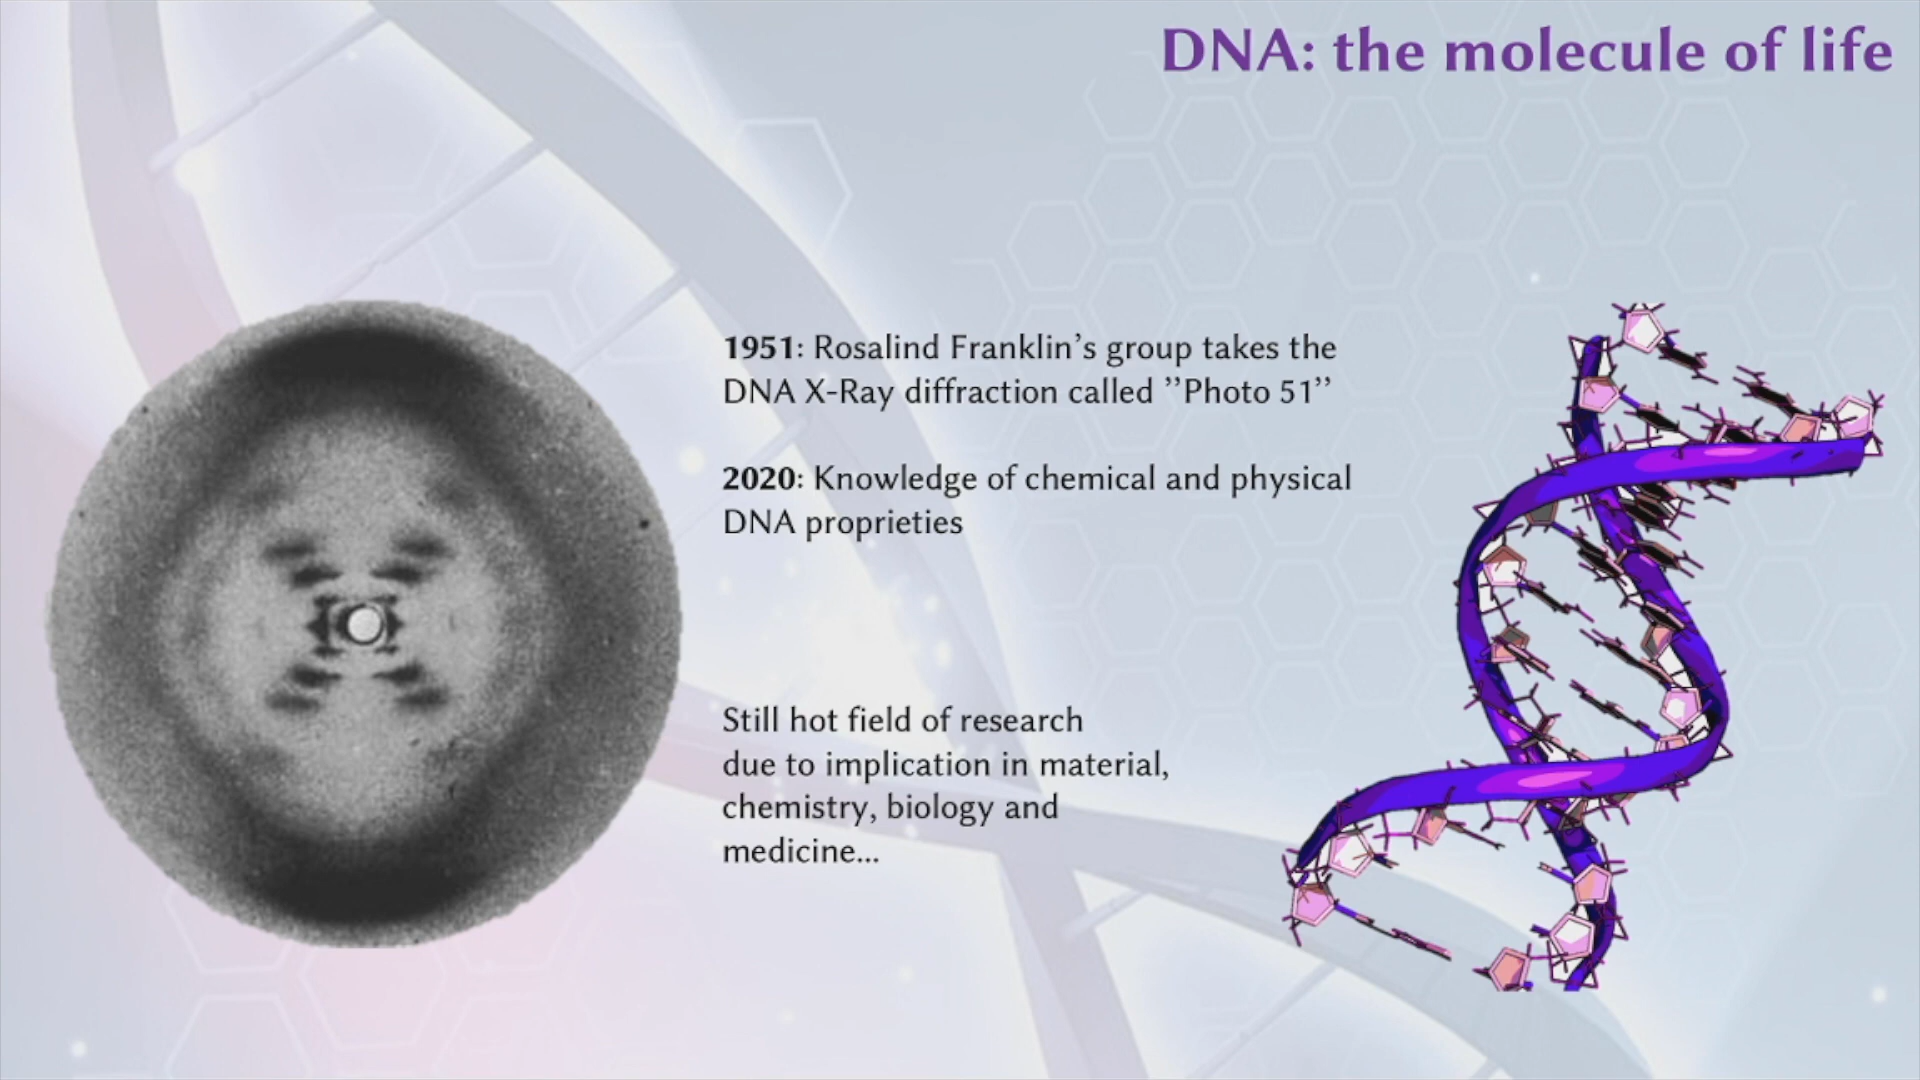 DNA: the molecule of life
1951: Rosalind Franklin’s group takes the
DNA X-Ray diffraction called ”Photo 51”
2020: Knowledge of chemical and physical
DNA proprieties
Still hot field of research
due to implication in material,
chemistry, biology and
medicine...